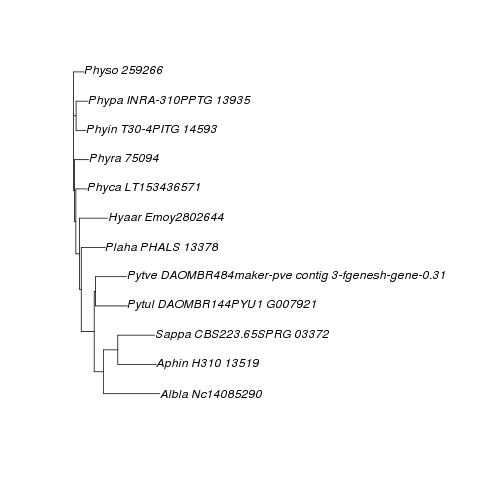 Physo 259266
Phypa INRA-310PPTG 13935
Phyin T30-4PITG 14593
Phyra 75094
Phyca LT153436571
Hyaar Emoy2802644
Plaha PHALS 13378
Pytve DAOMBR484maker-pve contig 3-fgenesh-gene-0.31
Pytul DAOMBR144PYU1 G007921
Sappa CBS223.65SPRG 03372
Aphin H310 13519
Albla Nc14085290